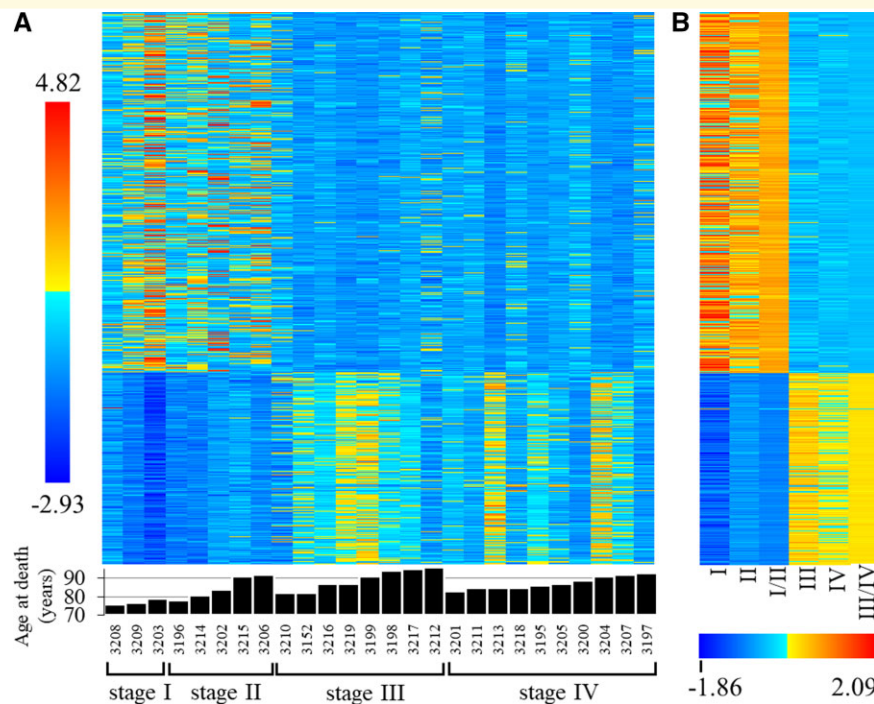 A
B
4.82
-2.93
Age at death
(years)
90
80
70
3208
3209
3203
3196
3214
3202
3215
3206
3210
3152
3216
3219
3199
3198
3217
3212
3201
3211
3213
3218
3195
3205
3200
3204
3207
3197
stage I
stage II
stage III
stage IV
I
II
I/II
III
IV
III/IV
-1.86
2.09